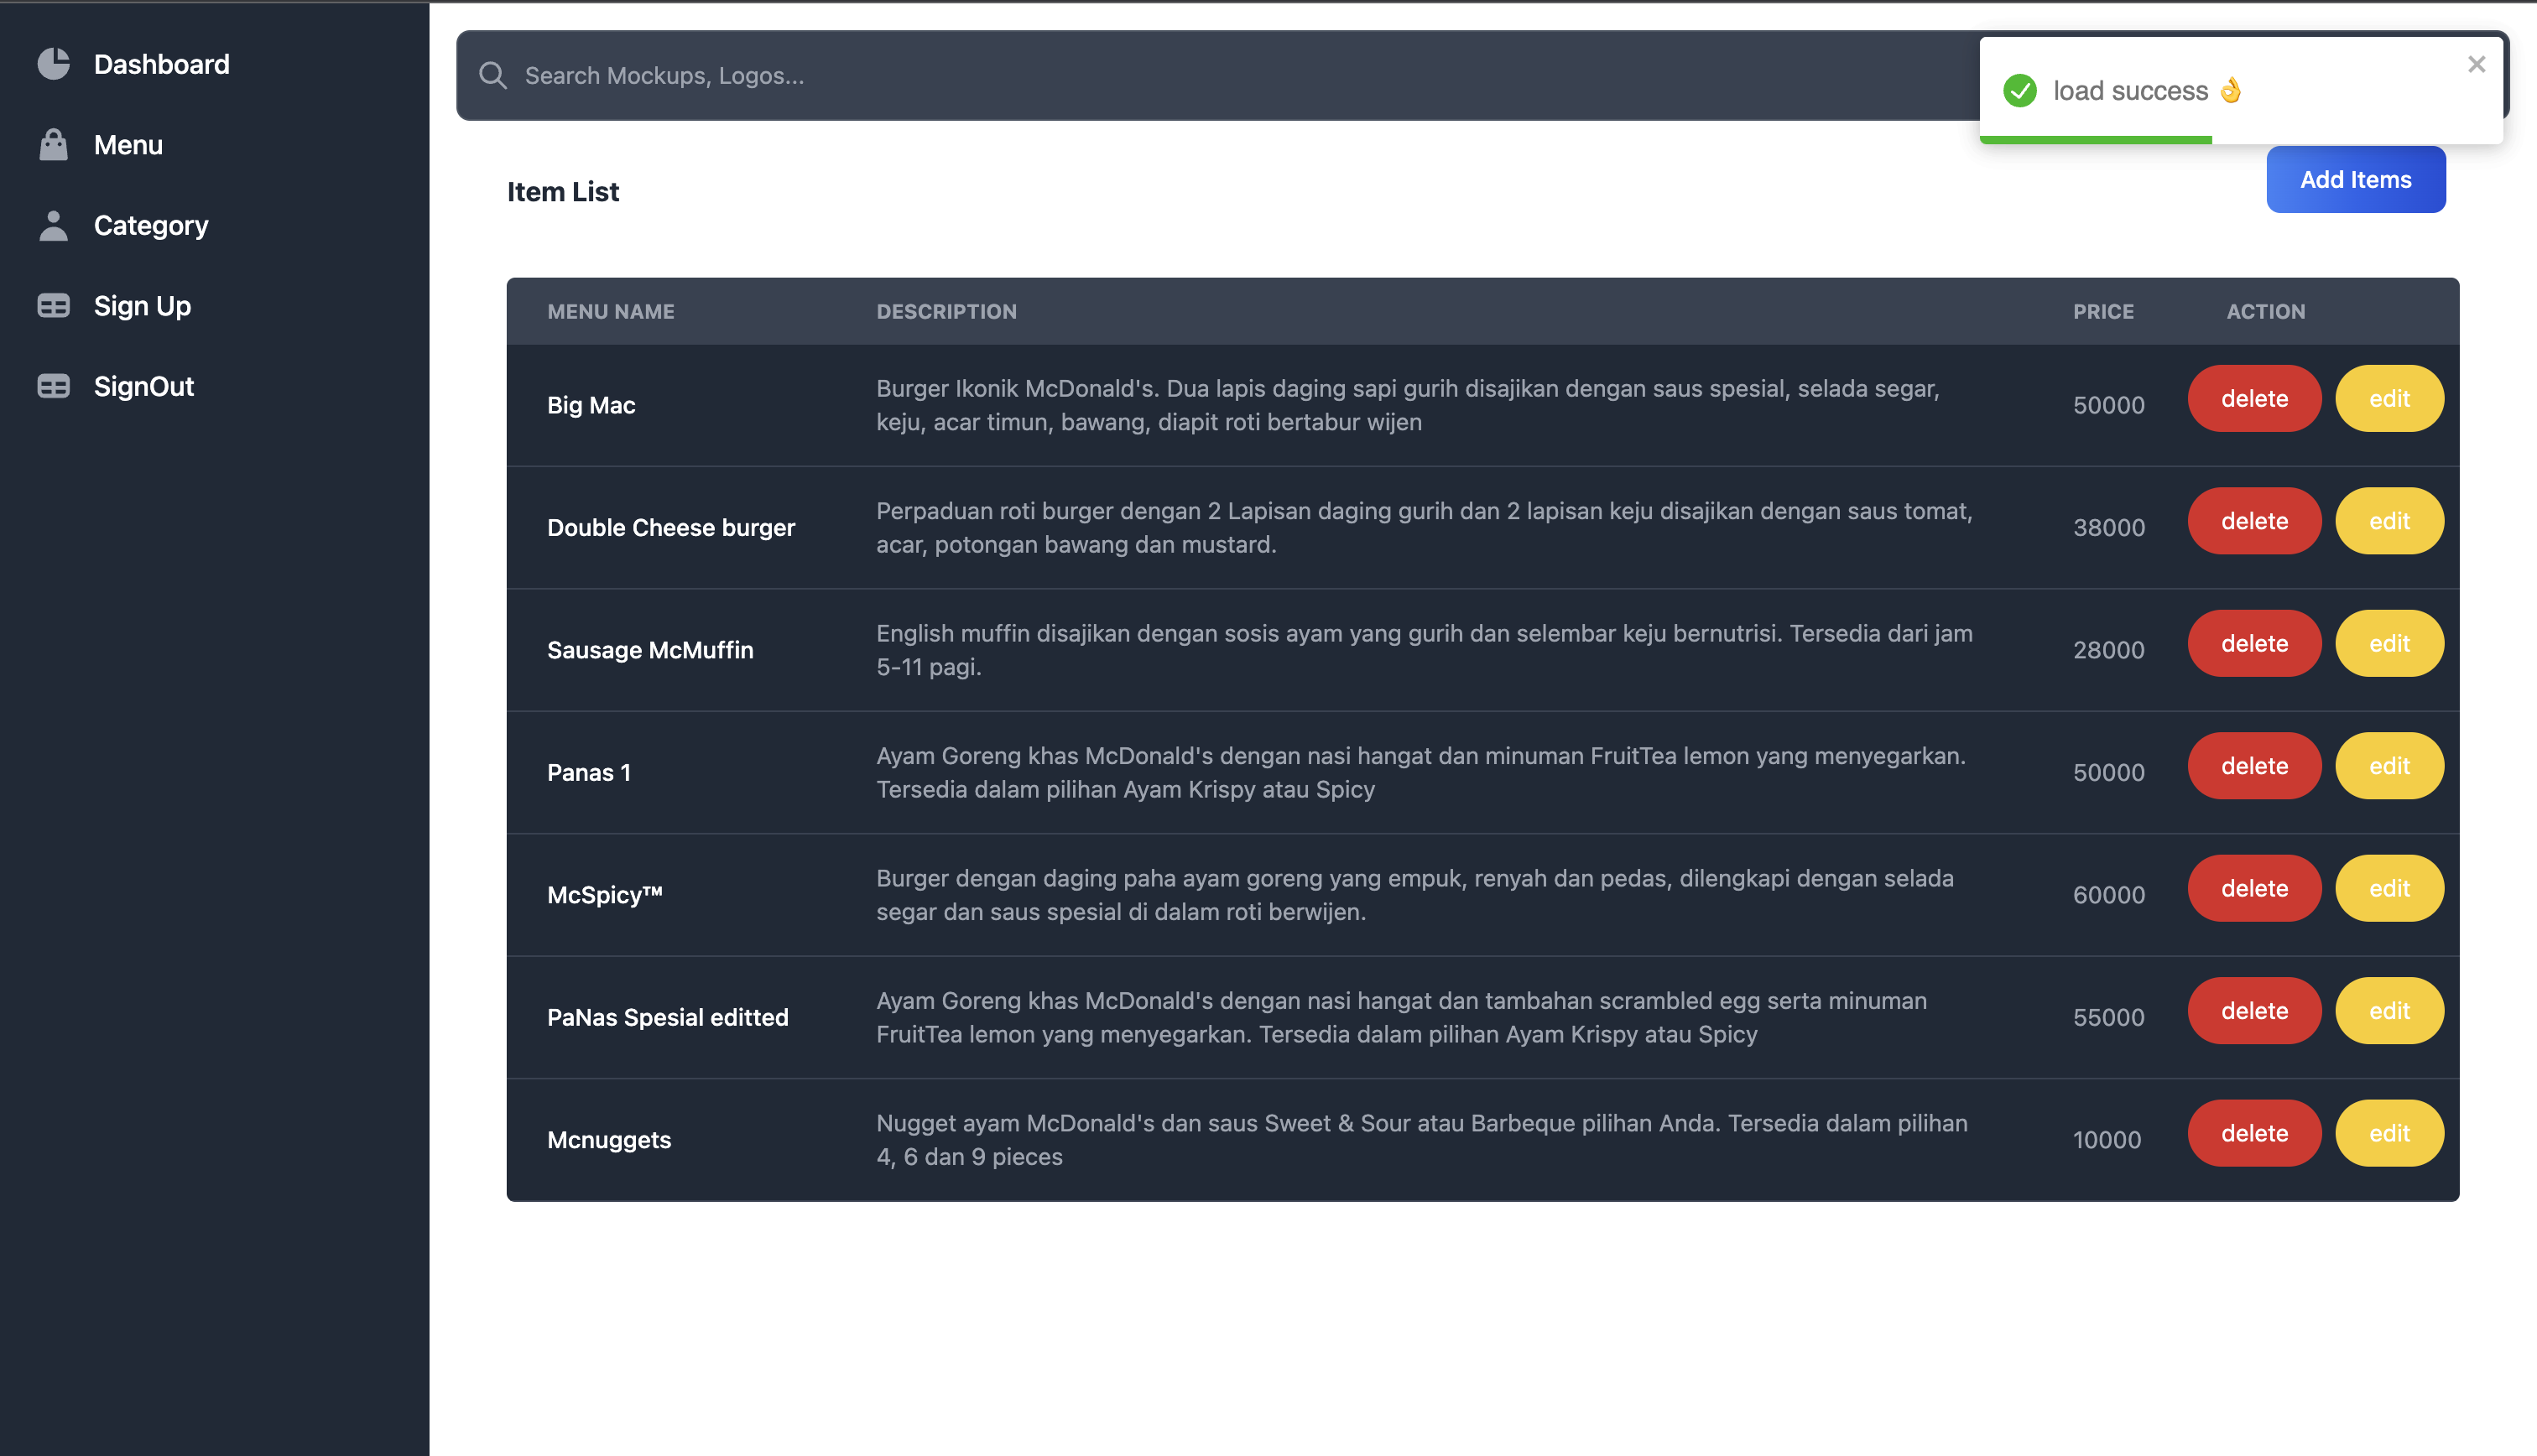 Dashboard
Menu
Category
Sign Up
SignOut
Search Mockups, Logos...
load success 👌
Item List
Add Items
MENU NAME DESCRIPTION PRICE ACTION
Big Mac
Burger Ikonik McDonald's. Dua lapis daging sapi gurih disajikan dengan saus spesial, selada segar,
keju, acar timun, bawang, diapit roti bertabur wijen
50000 delete edit
Double Cheese burger
Perpaduan roti burger dengan 2 Lapisan daging gurih dan 2 lapisan keju disajikan dengan saus tomat,
acar, potongan bawang dan mustard.
38000 delete edit
Sausage McMuffin
English muffin disajikan dengan sosis ayam yang gurih dan selembar keju bernutrisi. Tersedia dari jam
5-11 pagi.
28000 delete edit
Panas 1
Ayam Goreng khas McDonald's dengan nasi hangat dan minuman FruitTea lemon yang menyegarkan.
Tersedia dalam pilihan Ayam Krispy atau Spicy
50000 delete edit
McSpicy™
Burger dengan daging paha ayam goreng yang empuk, renyah dan pedas, dilengkapi dengan selada
segar dan saus spesial di dalam roti berwijen.
60000 delete edit
PaNas Spesial editted
Ayam Goreng khas McDonald's dengan nasi hangat dan tambahan scrambled egg serta minuman
FruitTea lemon yang menyegarkan. Tersedia dalam pilihan Ayam Krispy atau Spicy
55000 delete edit
Mcnuggets
Nugget ayam McDonald's dan saus Sweet & Sour atau Barbeque pilihan Anda. Tersedia dalam pilihan
4, 6 dan 9 pieces
10000 delete edit